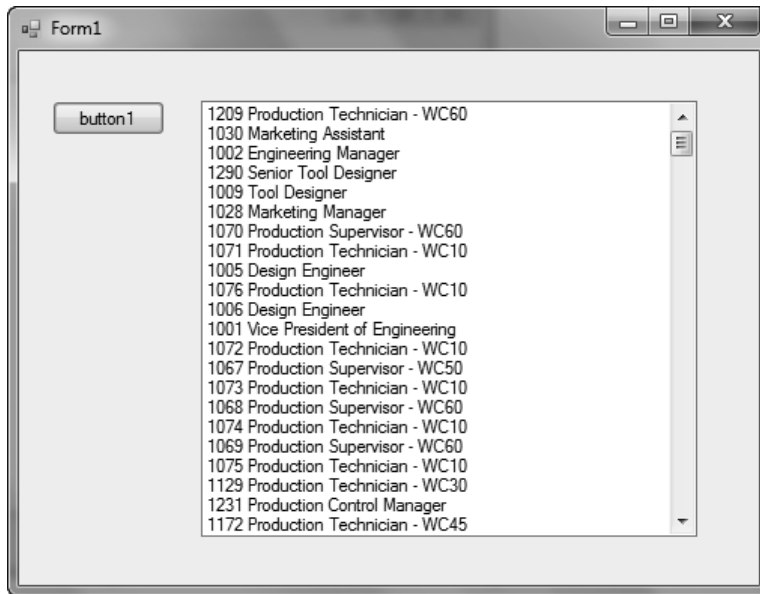 Form1
button1
1209 Production Technician - WC60
1030 Marketing Assistant
1002 Engineering Manager
1290 Senior Tool Designer
1009 Tool Designer
1028 Marketing Manager
1070 Production Supervisor - WC60
1071 Production Technician - WC10
1005 Design Engineer
1076 Production Technician - WC10
1006 Design Engineer
1001 Vice President of Engineering
1072 Production Technician - WC10
1067 Production Supervisor - WC50
1073 Production Technician - WC10
1068 Production Supervisor - WC60
1074 Production Technician - WC10
1069 Production Supervisor - WC60
1075 Production Technician - WC10
1129 Production Technician - WC30
1231 Production Control Manager
1172 Production Technician - WC45